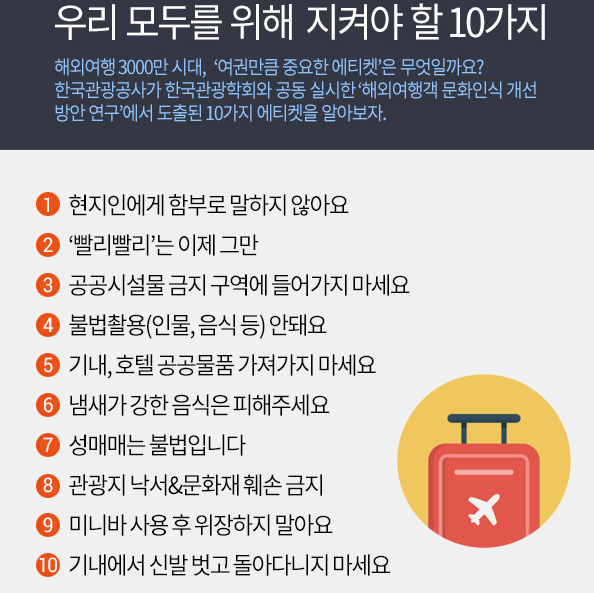 우리 모두를 위해 지켜야 할 10가지
해외여행 3000만 시대, ‘여권만큼 중요한 에티켓’은 무엇일까요?
한국관광공사가 한국관광학회와 공동 실시한 ‘해외여행객 문화인식 개선
방안 연구’에서 도출된 10가지 에티켓을 알아보자.
1 현지인에게 함부로 말하지 않아요
2 ‘빨리빨리’는 이제 그만
3 공공시설물 금지 구역에 들어가지 마세요
4 불법촬용(인물, 음식 등) 안돼요
5 기내, 호텔 공공물품 가져가지 마세요
6 냄새가 강한 음식은 피해주세요
7 성매매는 불법입니다
8 관광지 낙서&문화재 훼손 금지
9 미니바 사용 후 위장하지 말아요
10 기내에서 신발 벗고 돌아다니지 마세요